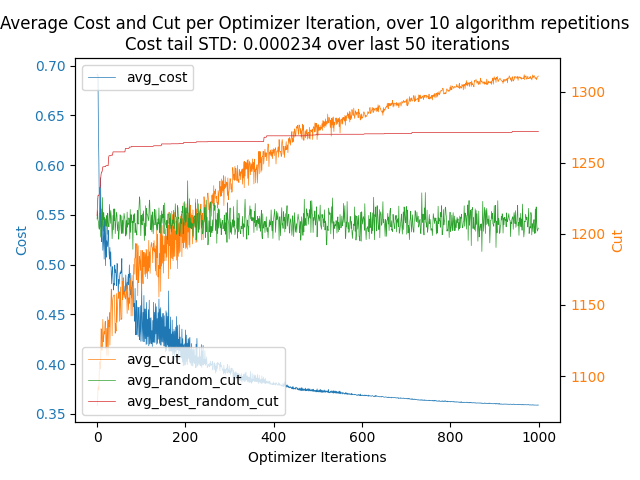 Average Cost and Cut per Optimizer Iteration, over 10 algorithm repetitions
Cost tail STD: 0.000234 over last 50 iterations
0.70
0.65
0.60
0.55
0.50
0.45
0.40
0.35
Cost
avg_cost
avg_cut
avg_random_cut
avg_best_random_cut
1300
1250
1200
1150
1100
Cut
0 200 400 600 800 1000
Optimizer Iterations